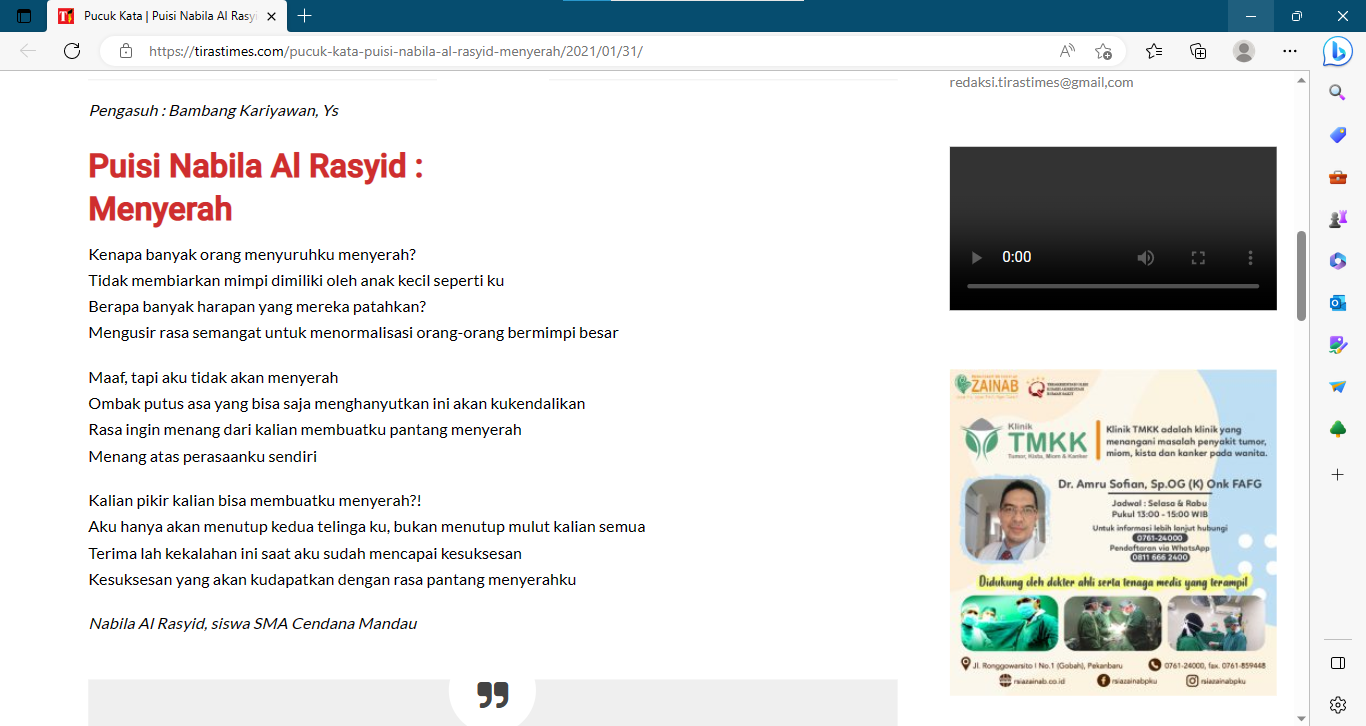 Pucuk Kata | Puisi Nabila Al Rasyi
https://tirastimes.com/pucuk-kata-puisi-nabila-al-rasyid-menyerah/2021/01/31/
redaksi.tirastimes@gmail,com
Pengasuh : Bambang Kariyawan, Ys
Puisi Nabila Al Rasyid :
Menyerah
Kenapa banyak orang menyuruhku menyerah?
Tidak membiarkan mimpi dimiliki oleh anak kecil seperti ku
Berapa banyak harapan yang mereka patahkan?
Mengusir rasa semangat untuk menormalisasi orang-orang bermimpi besar
Maaf, tapi aku tidak akan menyerah
Ombak putus asa yang bisa saja menghanyutkan ini akan kukendalikan
Rasa ingin menang dari kalian membuatku pantang menyerah
Menang atas perasaanku sendiri
Kalian pikir kalian bisa membuatku menyerah?!
Aku hanya akan menutup kedua telinga ku, bukan menutup mulut kalian semua
Terima lah kekalahan ini saat aku sudah mencapai kesuksesan
Kesuksesan yang akan kudapatkan dengan rasa pantang menyerahku
Nabila Al Rasyid, siswa SMA Cendana Mandau
0:00
ZAINAB
Klinik
TMKK
Tumor, Kista, Miom & Kanker
Klinik TMKK adalah klinik yang
menangani masalah penyakit tumor,
miom, kista dan kanker pada wanita.
Dr. Amru Sofian, Sp.OG (K) Onk FAFG
Jadwal : Selasa & Rabu
Pukul 13:00 - 15:00 WIB
Untuk informasi lebih lanjut hubungi
0761-24000
Pendaftaran via WhatsApp
0811 666 2400
Didukung oleh dokter ahli serta tenaga medis yang terampil
Jl. Ronggowarsito I No.1 (Gobah), Pekanbaru
0761-24000, fax. 0761-859448
rsiazainab.co.id
rsiazainabpku
rsiazainabpku